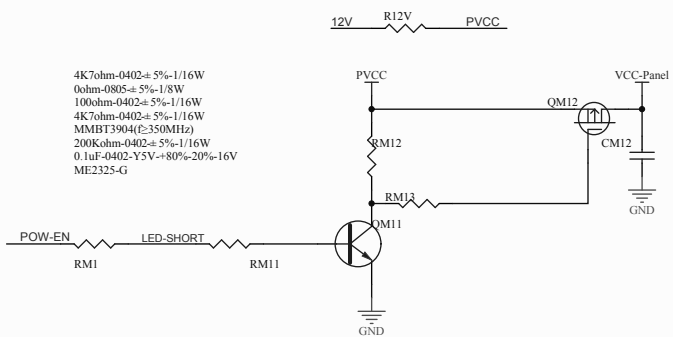 12V R12V PVCC
4K7ohm-0402-±5%-1/16W
0ohm-0805-±5%-1/8W
100ohm-0402-±5%-1/16W
4K7ohm-0402-±5%-1/16W
MMBT3904(f≥350MHz)
200Kohm-0402-±5%-1/16W
0.1uF-0402-Y5V-+80%-20%-16V
ME2325-G
PVCC
VCC-Panel
QM12
RM12
CM12
RM13
GND
QM11
POW-EN
LED-SHORT
RM1
RM11
GND